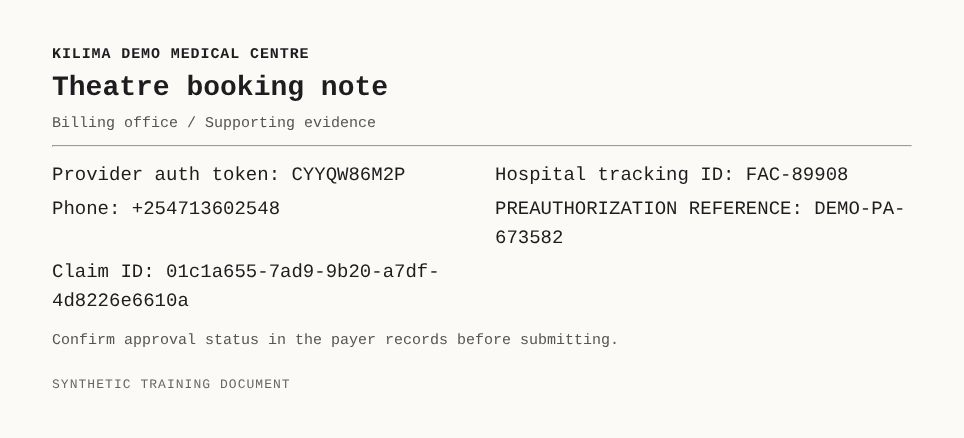 KILIMA DEMO MEDICAL CENTRE
Theatre booking note
Billing office / Supporting evidence
Provider auth token: CYYQW86M2P
Hospital tracking ID: FAC-89908
Phone: +254713602548
PREAUTHORIZATION REFERENCE: DEMO-PA-
673582
Claim ID: 01c1a655-7ad9-9b20-a7df-
4d8226e6610a
Confirm approval status in the payer records before submitting.
SYNTHETIC TRAINING DOCUMENT